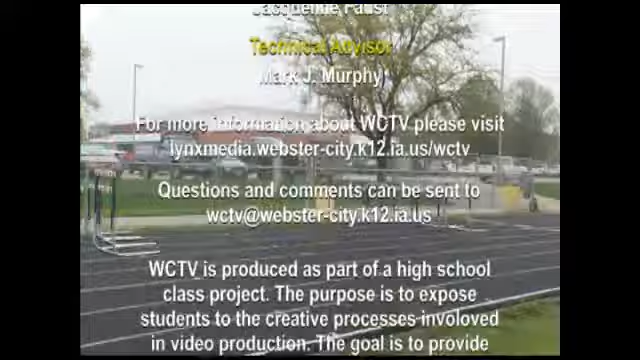 Jacqueline Faust
Technical Advisor
Mark J. Murphy
For more information about WCTV please visit
lynxmedia.webster-city.k12.ia.us/wctv
Questions and comments can be sent to
wctv@webster-city.k12.ia.us
WCTV is produced as part of a high school
class project. The purpose is to expose
students to the creative processes involoved
in video production. The goal is to provide